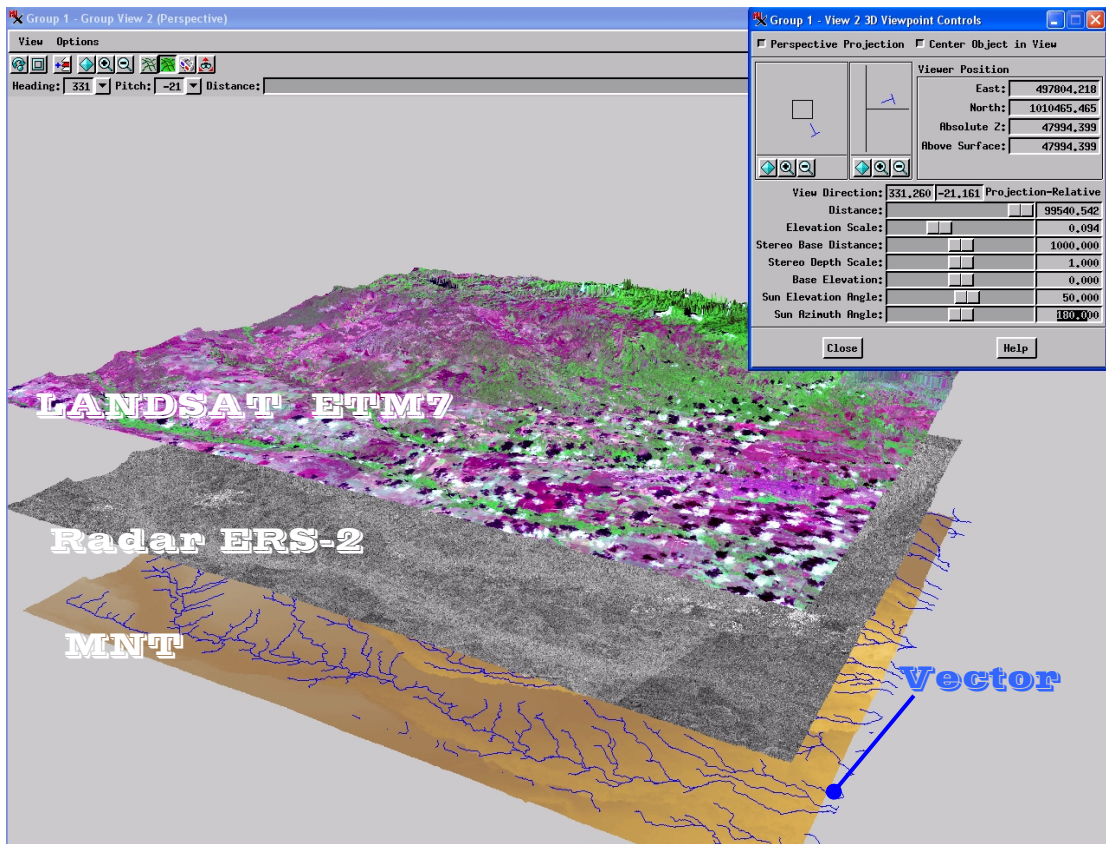 Group 1 - Group View 2 (Perspective)
View Options
Heading: 331 Pitch: -21 Distance:
Group 1 - View 2 3D Viewpoint Controls
Perspective Projection Center Object in View
Viewer Position
East: 497804.218
North: 1010465.465
Absolute Z: 47994.399
Above Surface: 47994.399
View Direction: 331.260 -21.161 Projection-Relative
Distance: 99540.542
Elevation Scale: 0.094
Stereo Base Distance: 1000.000
Stereo Depth Scale: 1.000
Base Elevation: 0.000
Sun Elevation Angle: 50.000
Sun Azimuth Angle: 180.000
Close Help
LANDSAT ETM7
Radar ERS-2
MNT
Vector